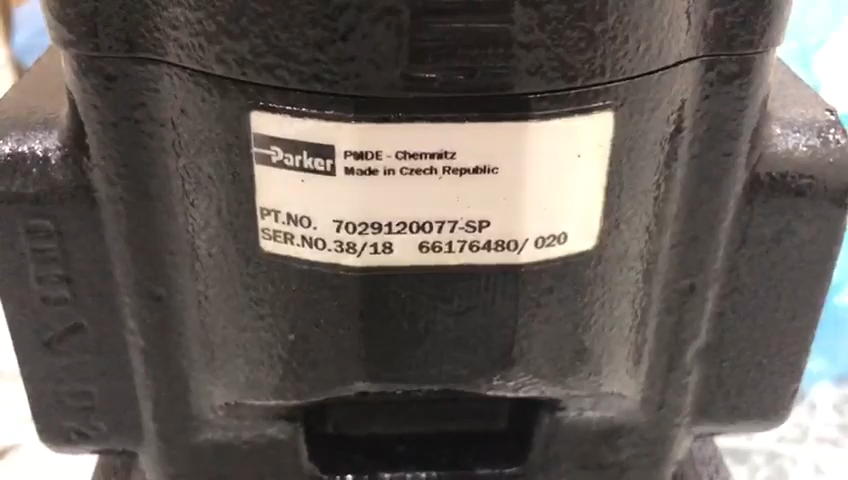 Parker
PMDE - Chemnitz
Made in Czech Republic
PT.NO. 7029120077-SP
SER.NO.38/18 66176480/ 020